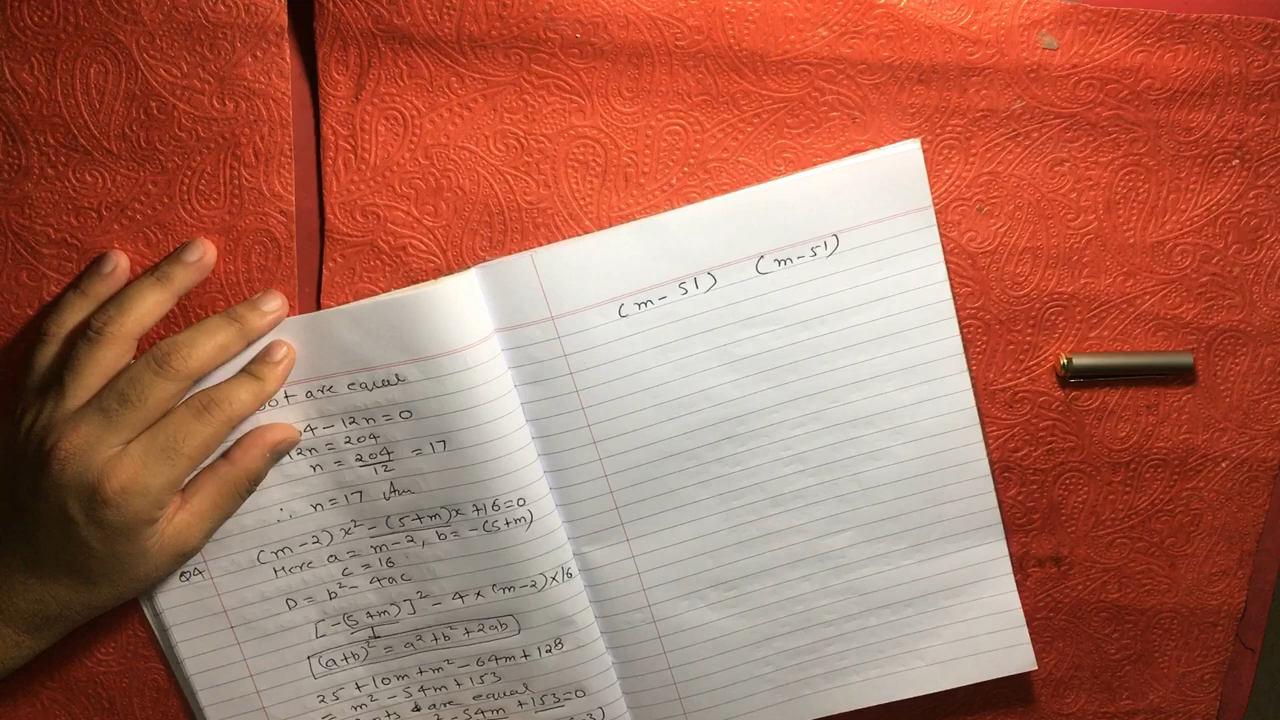 ot are equal
4 - 12n = 0
12n = 204
n = 204/12 = 17
∴ n = 17 Ans
Q4 (m-2)x² - (5+m)x + 16 = 0
Here a = m-2, b = -(5+m)
c = 16
D = b² - 4ac
[-(5+m)]² - 4×(m-2)×16
(a+b)² = a² + b² + 2ab
25 + 10m + m² - 64m + 128
= m² - 54m + 153
are equal
² - 54m + 153 = 0
(m - 51) (m - 51)